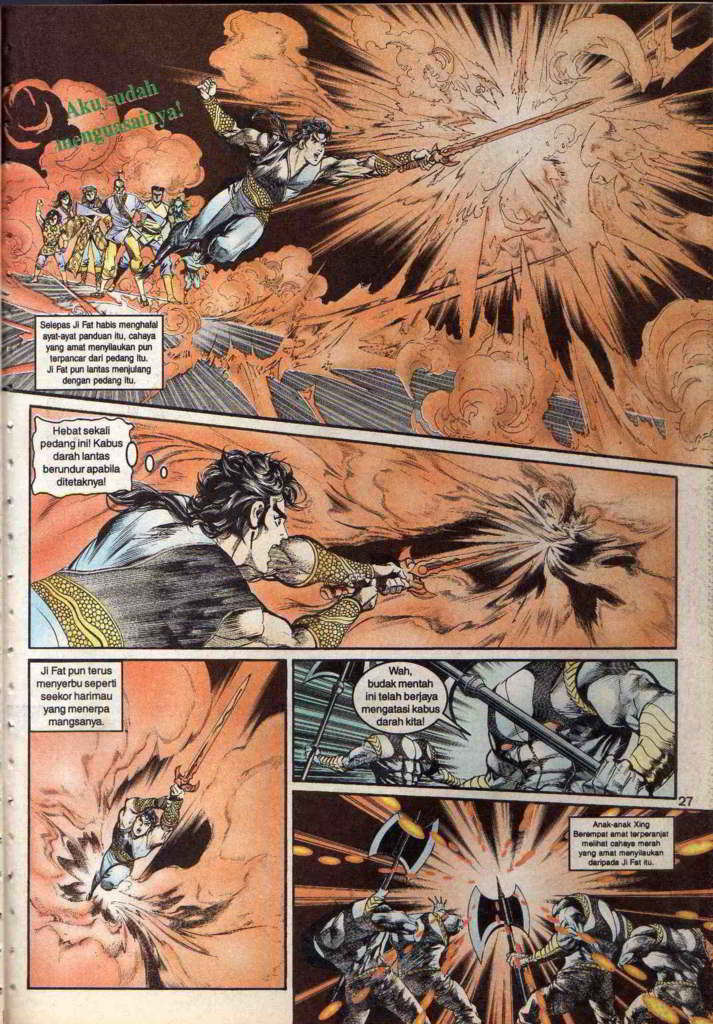 Aku sudah
menguasainya!
Selepas Ji Fat habis menghafal
ayat-ayat panduan itu, cahaya
yang amat menyilaukan pun
terpancar dari pedang itu.
Ji Fat pun lantas menjulang
dengan pedang itu.
Hebat sekali
pedang ini! Kabus
darah lantas
berundur apabila
ditetaknya!
Ji Fat pun terus
menyerbu seperti
seekor harimau
yang menerpa
mangsanya.
Wah,
budak mentah
ini telah berjaya
mengatasi kabus
darah kita!
27
Anak-anak Xing
Berempat amat terperanjat
melihat cahaya merah
yang amat menyilaukan
daripada Ji Fat itu.